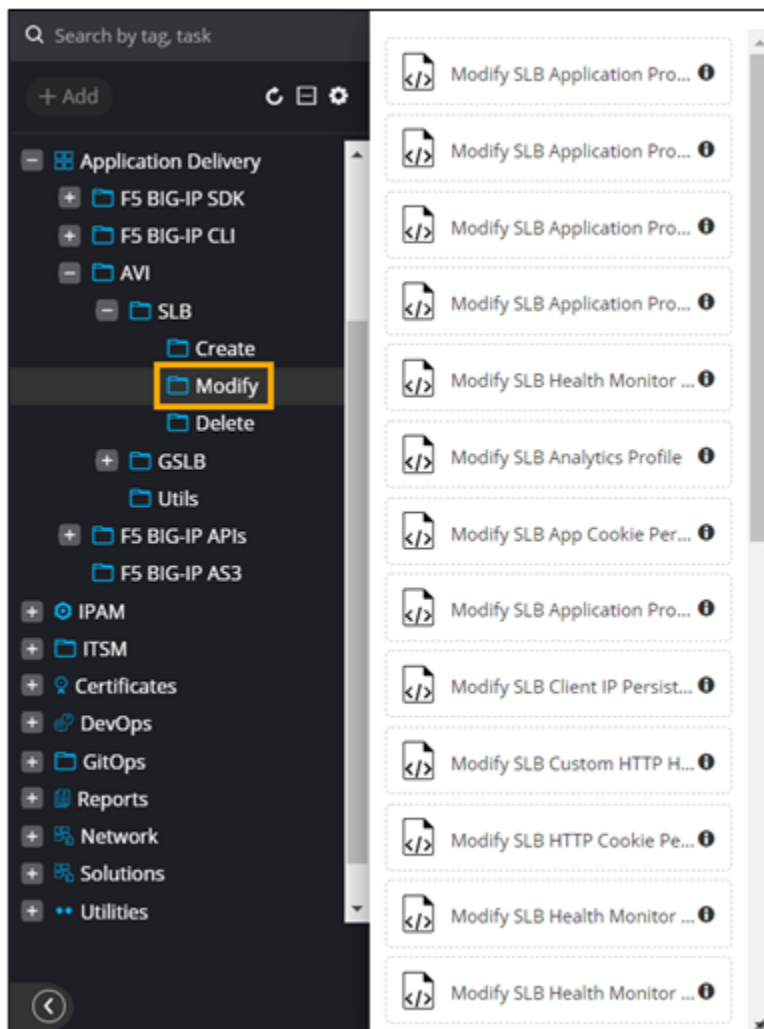 Search by tag, task
+ Add
Application Delivery
F5 BIG-IP SDK
F5 BIG-IP CLI
AVI
SLB
Create
Modify
Delete
GSLB
Utils
F5 BIG-IP APIs
F5 BIG-IP AS3
IPAM
ITSM
Certificates
DevOps
GitOps
Reports
Network
Solutions
Utilities
Modify SLB Application Pro...
Modify SLB Application Pro...
Modify SLB Application Pro...
Modify SLB Application Pro...
Modify SLB Health Monitor ...
Modify SLB Analytics Profile
Modify SLB App Cookie Per...
Modify SLB Application Pro...
Modify SLB Client IP Persist...
Modify SLB Custom HTTP H...
Modify SLB HTTP Cookie Pe...
Modify SLB Health Monitor ...
Modify SLB Health Monitor ...